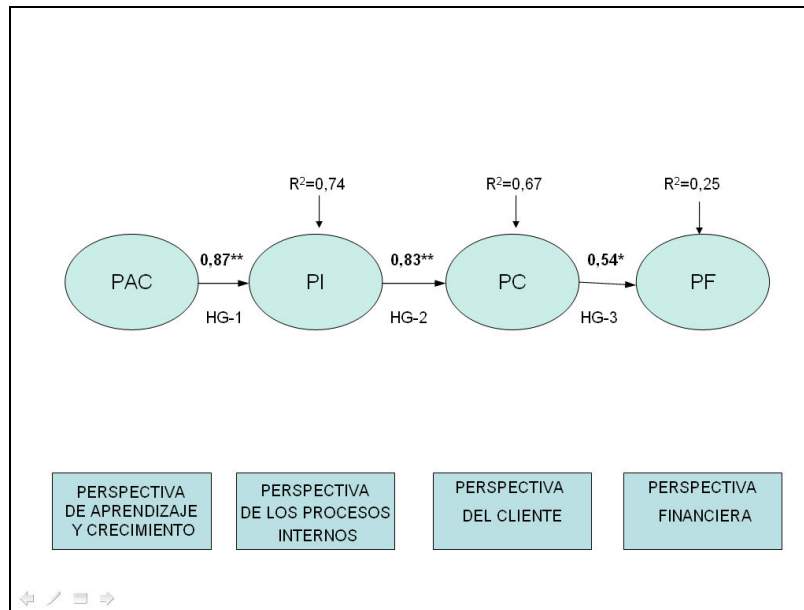 R²=0,74
R²=0,67
R²=0,25
0,87**
0,83**
0,54*
PAC
PI
PC
PF
HG-1
HG-2
HG-3
PERSPECTIVA
DE APRENDIZAJE
Y CRECIMIENTO
PERSPECTIVA
DE LOS PROCESOS
INTERNOS
PERSPECTIVA
DEL CLIENTE
PERSPECTIVA
FINANCIERA